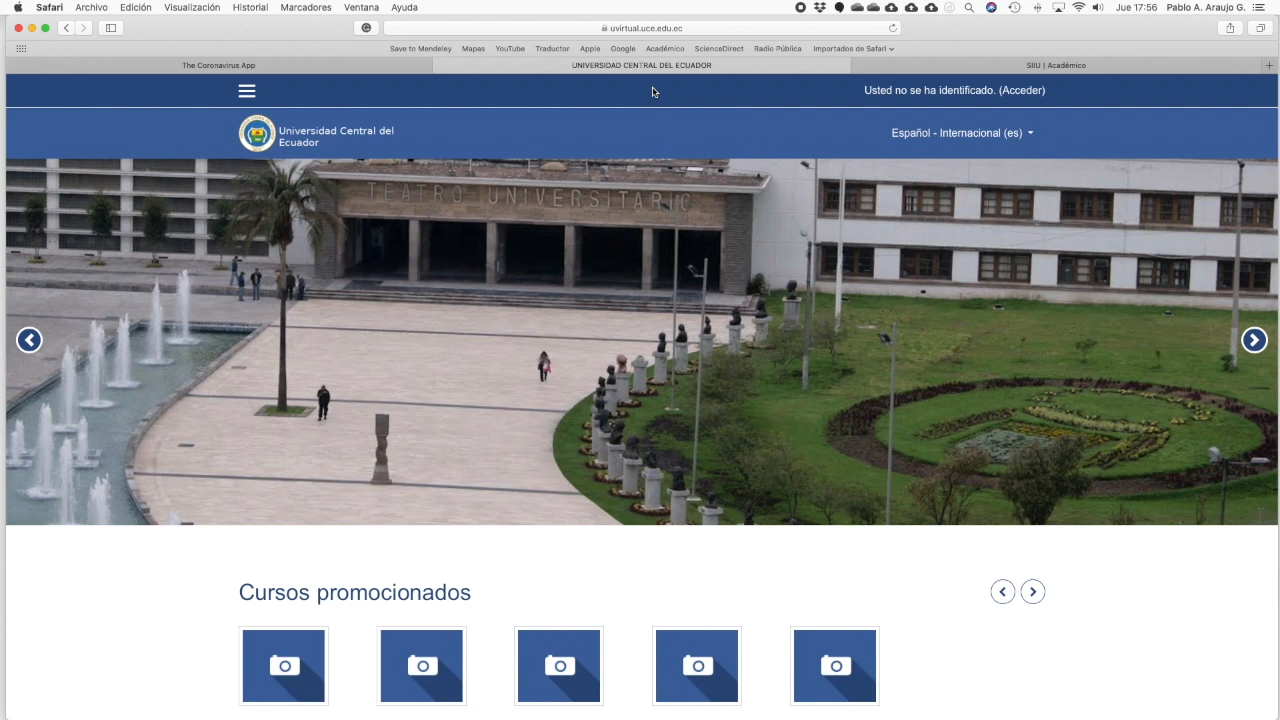 Safari Archivo Edición Visualización Historial Marcadores Ventana Ayuda Jue 17:56 Pablo A. Araujo G.
uvirtual.uce.edu.ec
Save to Mendeley Mapas YouTube Traductor Apple Google Académico ScienceDirect Radio Pública Importados de Safari
The Coronavirus App UNIVERSIDAD CENTRAL DEL ECUADOR SIIU | Académico
Usted no se ha identificado. (Acceder)
Universidad Central del
Ecuador
Español - Internacional (es)
TEATRO UNIVERSITARIO
Cursos promocionados